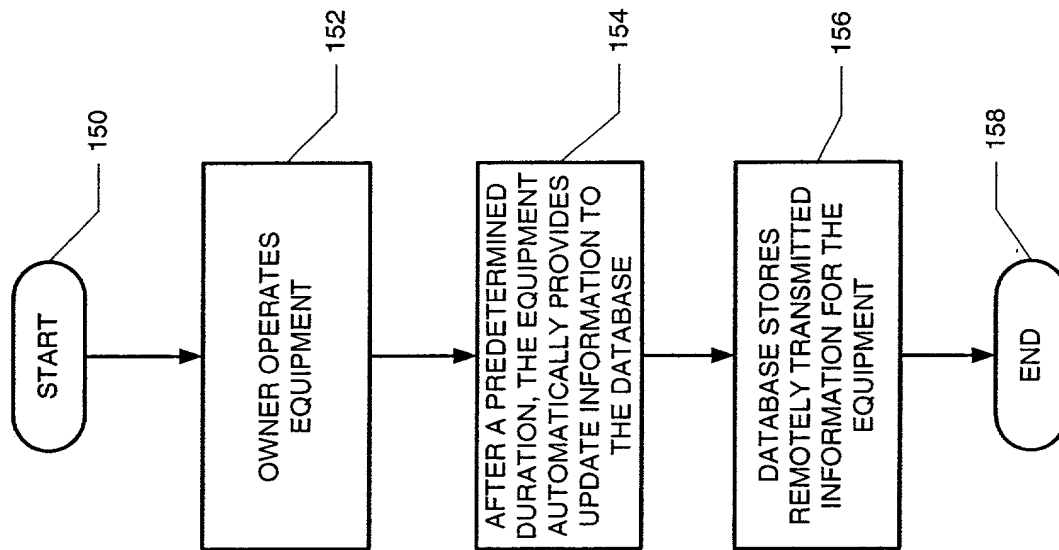 START
150
OWNER OPERATES
EQUIPMENT
152
AFTER A PREDETERMINED
DURATION, THE EQUIPMENT
AUTOMATICALLY PROVIDES
UPDATE INFORMATION TO
THE DATABASE
154
DATABASE STORES
REMOTELY TRANSMITTED
INFORMATION FOR THE
EQUIPMENT
156
END
158